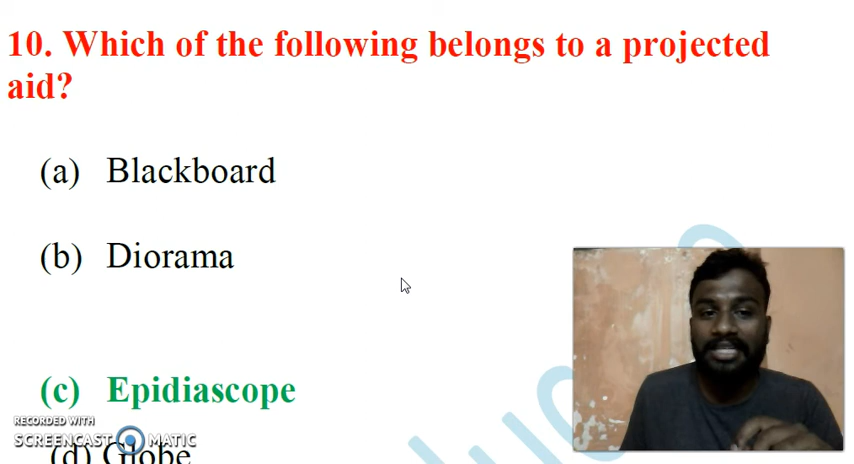 10. Which of the following belongs to a projected
aid?
(a) Blackboard
(b) Diorama
(c) Epidiascope
RECORDED WITH
SCREENCAST MATIC
(d) Globe